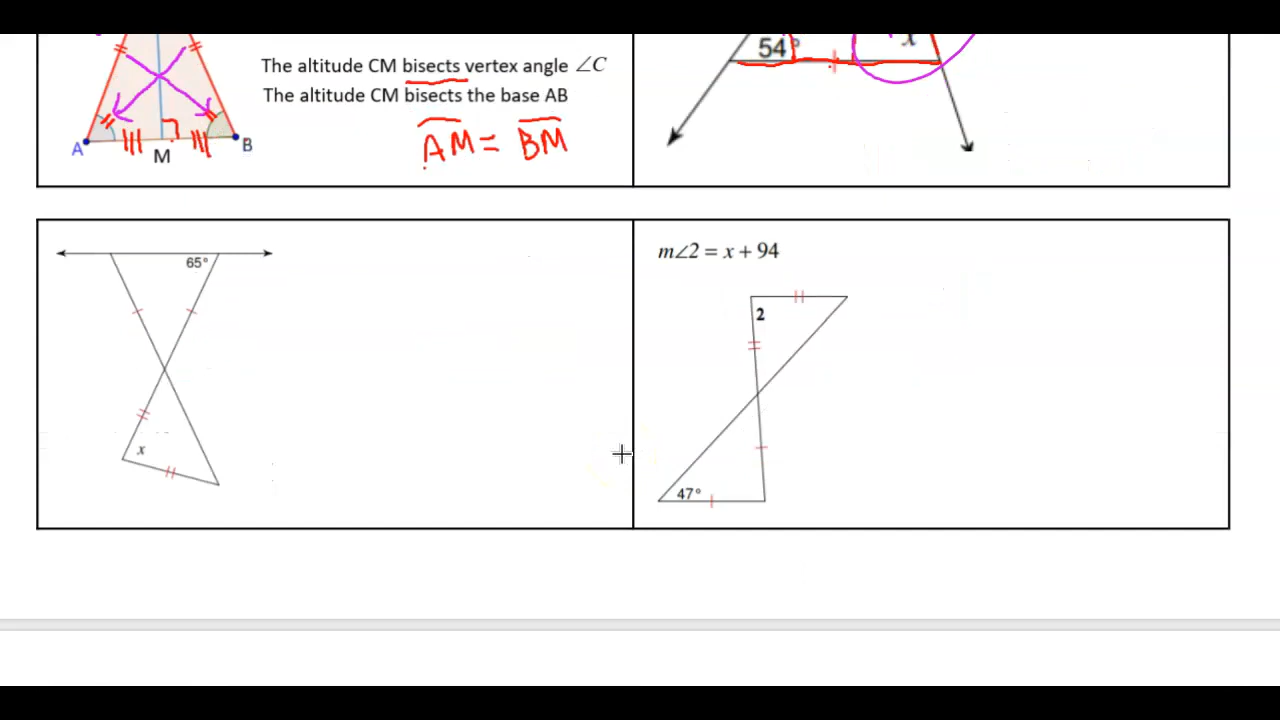 The altitude CM bisects vertex angle ∠C
The altitude CM bisects the base AB
AM = BM
A
M
B
54°
x
65°
x
m∠2 = x + 94
2
47°